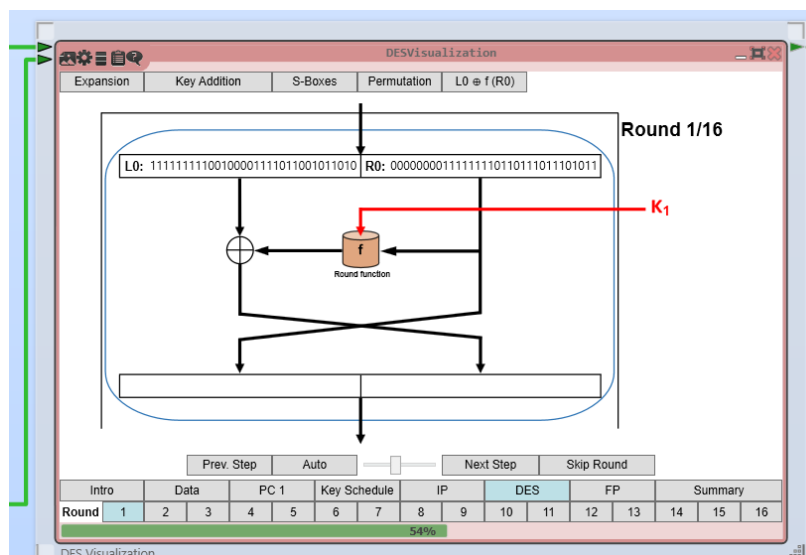 DESVisualization
Expansion Key Addition S-Boxes Permutation L0 ⊕ f (R0)
Round 1/16
L0: 11111111100100001111011001011010 R0: 00000000111111110110111011101011
K₁
f
Round function
Prev. Step Auto Next Step Skip Round
Intro Data PC 1 Key Schedule IP DES FP Summary
Round 1 2 3 4 5 6 7 8 9 10 11 12 13 14 15 16
54%
DES Visualization